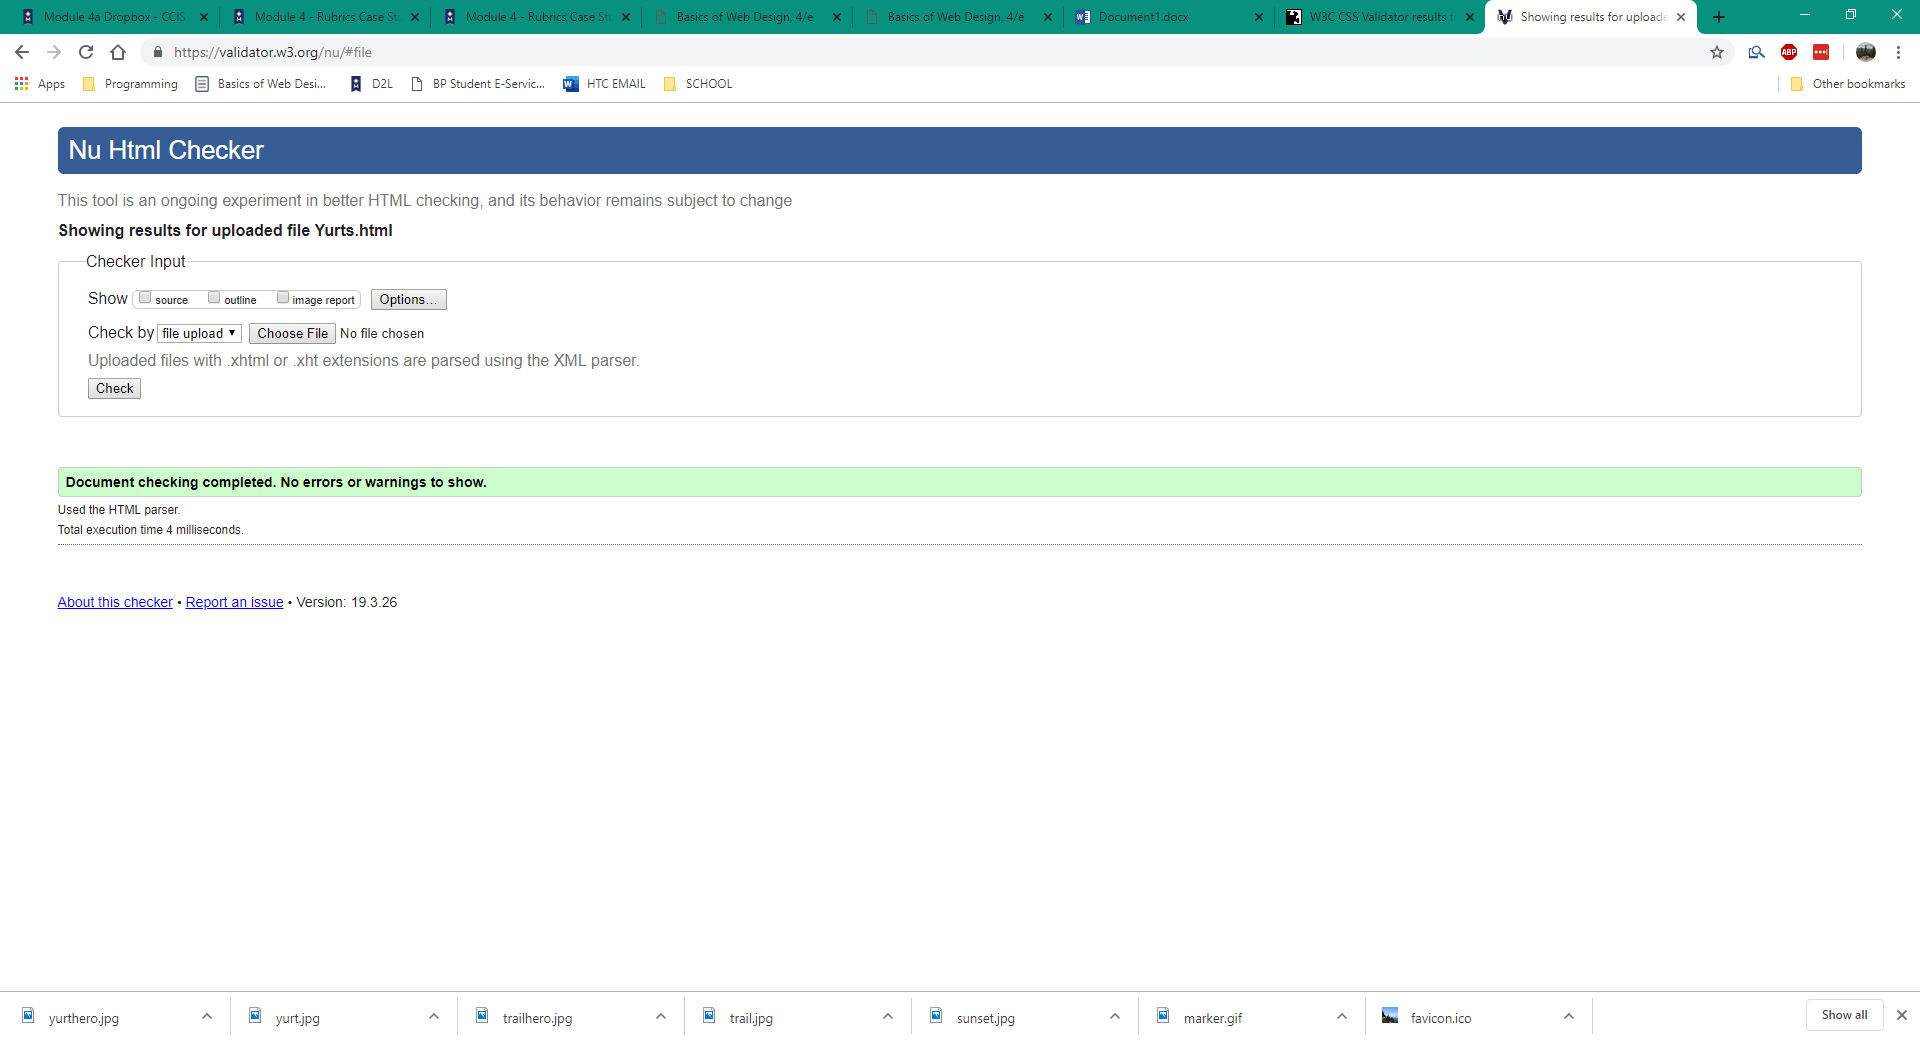 Module 4a Dropbox - CCIS
Module 4 - Rubrics Case Stu
Module 4 - Rubrics Case Stu
Basics of Web Design, 4/e
Basics of Web Design, 4/e
Document1.docx
W3C CSS Validator results f
Showing results for uploade
https://validator.w3.org/nu/#file
ABP
Apps
Programming
Basics of Web Desi...
D2L
BP Student E-Servic...
HTC EMAIL
SCHOOL
Other bookmarks
Nu Html Checker
This tool is an ongoing experiment in better HTML checking, and its behavior remains subject to change
Showing results for uploaded file Yurts.html
Checker Input
Show source outline image report Options...
Check by file upload Choose File No file chosen
Uploaded files with .xhtml or .xht extensions are parsed using the XML parser.
Check
Document checking completed. No errors or warnings to show.
Used the HTML parser.
Total execution time 4 milliseconds.
About this checker • Report an issue • Version: 19.3.26
yurthero.jpg
yurt.jpg
trailhero.jpg
trail.jpg
sunset.jpg
marker.gif
favicon.ico
Show all